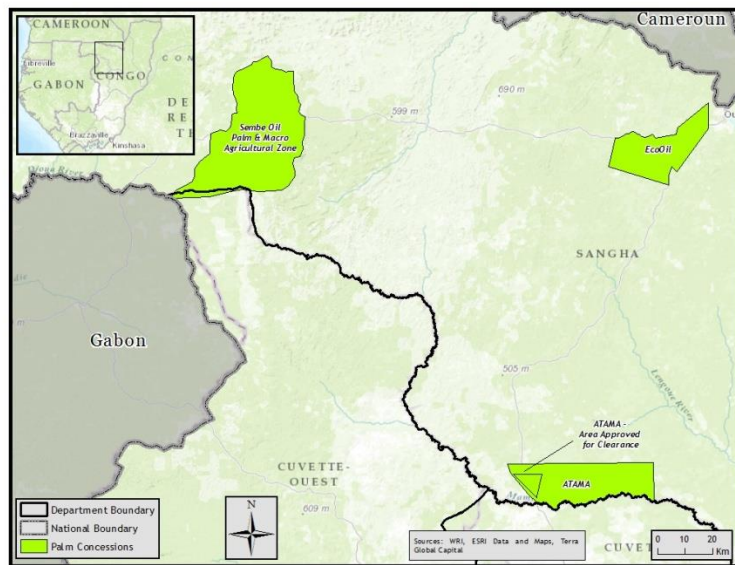 CAMEROON
Libreville
GABON
CONGO
Brazzaville
Kinshasa
Cameroun
690 m
599 m
Sembe Oil
Palm & Macro
Agricultural Zone
EcoOil
SANGHA
Gabon
505 m
Lengoue River
ATAMA -
Area Approved
for Clearance
CUVETTE-
OUEST
ATAMA
609 m
N
Department Boundary
National Boundary
Palm Concessions
Sources: WRI, ESRI Data and Maps, Terra
Global Capital
0 10 20
Km